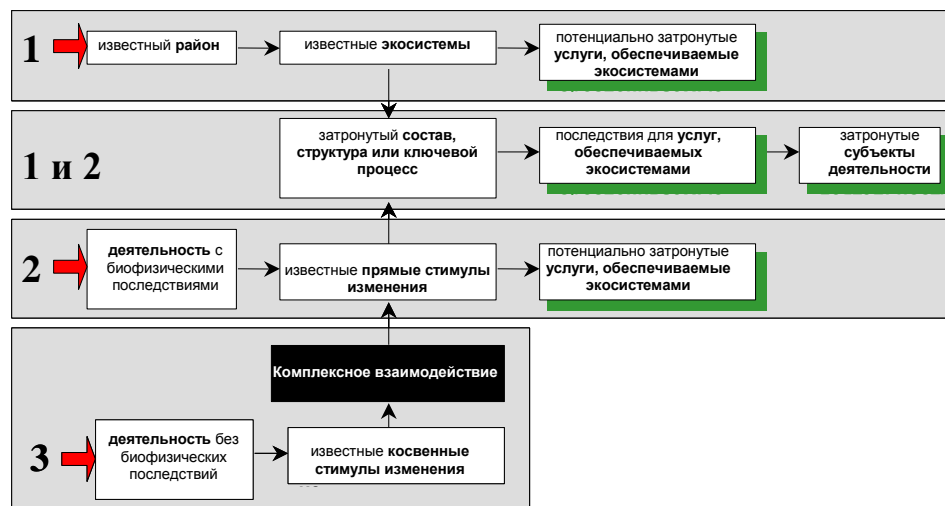 1
известный район
известные экосистемы
потенциально затронутые
услуги, обеспечиваемые
экосистемами
1 и 2
затронутый состав,
структура или ключевой
процесс
последствия для услуг,
обеспечиваемых
экосистемами
затронутые
субъекты
деятельности
2
деятельность с
биофизическими
последствиями
известные прямые стимулы
изменения
потенциально затронутые
услуги, обеспечиваемые
экосистемами
3
Комплексное взаимодействие
деятельность без
биофизических
последствий
известные косвенные
стимулы изменения